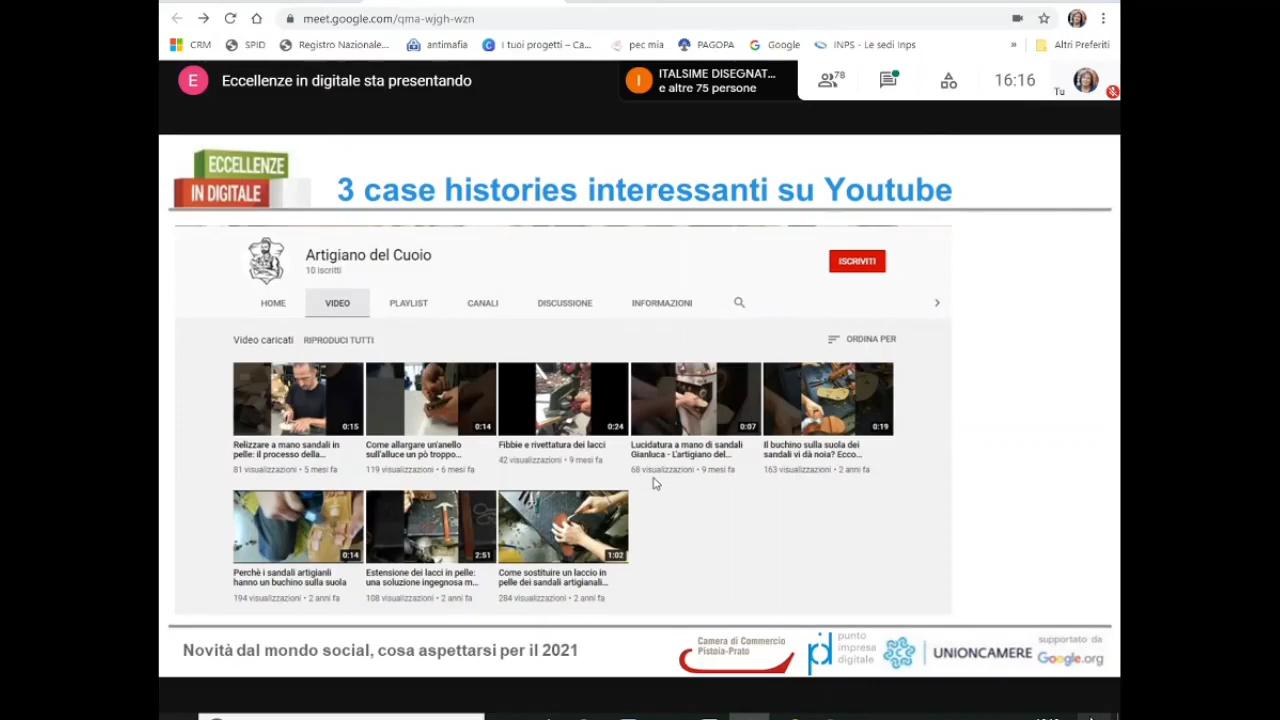 meet.google.com/qma-wjgh-wzn
CRM SPID Registro Nazionale... antimafia I tuoi progetti – Ca... pec mia PAGOPA Google INPS - Le sedi Inps » Altri Preferiti
E Eccellenze in digitale sta presentando
I ITALSIME DISEGNAT...
e altre 75 persone
78
16:16
Tu
ECCELLENZE
IN DIGITALE
3 case histories interessanti su Youtube
Artigiano del Cuoio
10 iscritti
ISCRIVITI
HOME VIDEO PLAYLIST CANALI DISCUSSIONE INFORMAZIONI
Video caricati RIPRODUCI TUTTI ORDINA PER
0:15 0:14 0:24 0:07 0:19
Relizzare a mano sandali in
pelle: il processo della...
81 visualizzazioni • 5 mesi fa
Come allargare un'anello
sull'alluce un pò troppo...
119 visualizzazioni • 6 mesi fa
Fibbie e rivettatura dei lacci
42 visualizzazioni • 9 mesi fa
Lucidatura a mano di sandali
Gianluca - L'artigiano del...
68 visualizzazioni • 9 mesi fa
Il buchino sulla suola dei
sandali vi dà noia? Ecco...
163 visualizzazioni • 2 anni fa
0:14 2:51 1:02
Perchè i sandali artigianli
hanno un buchino sulla suola
194 visualizzazioni • 2 anni fa
Estensione dei lacci in pelle:
una soluzione ingegnosa m...
108 visualizzazioni • 2 anni fa
Come sostituire un laccio in
pelle dei sandali artigianali...
284 visualizzazioni • 2 anni fa
Novità dal mondo social, cosa aspettarsi per il 2021
Camera di Commercio
Pistoia-Prato
pid
punto
impresa
digitale
UNIONCAMERE
supportato da
Google.org